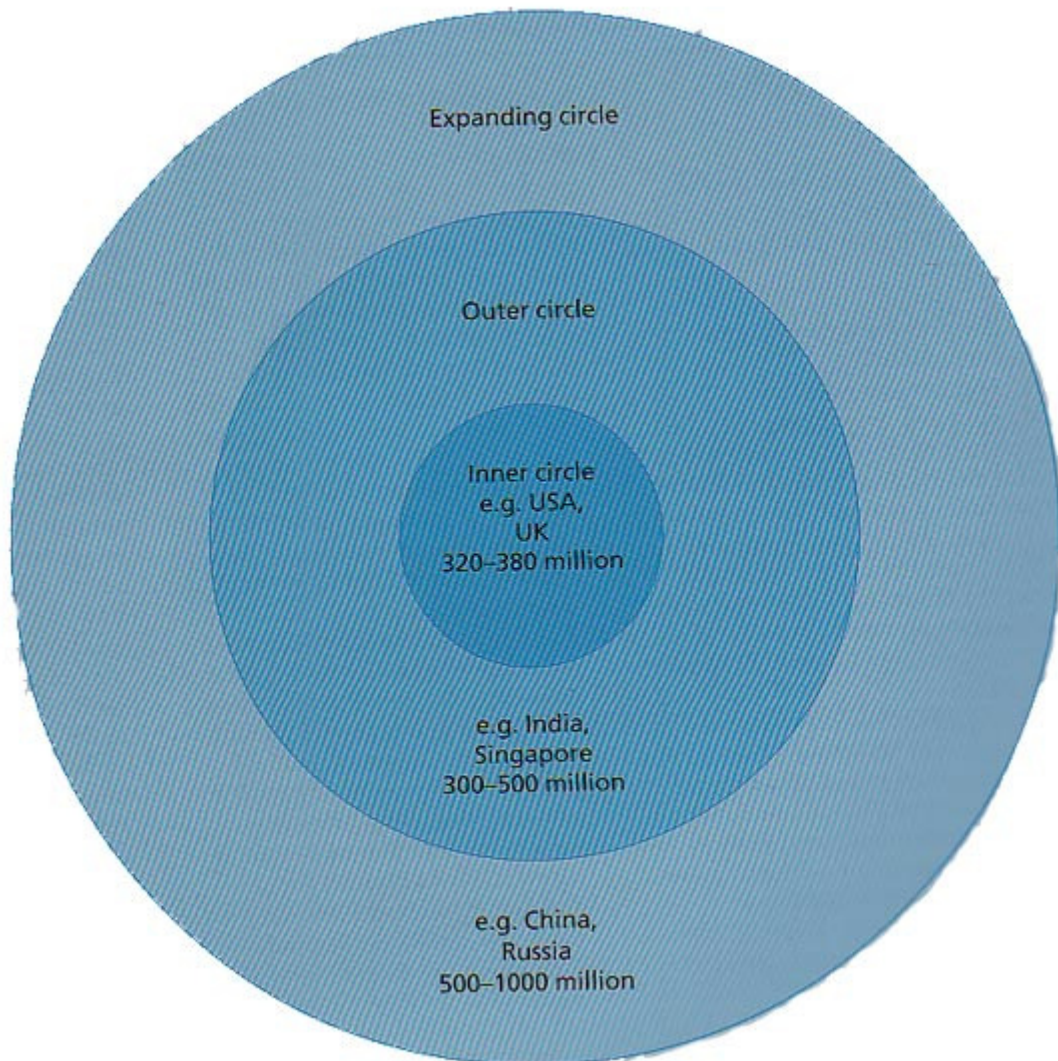 Expanding circle
Outer circle
Inner circle
e.g. USA,
UK
320–380 million
e.g. India,
Singapore
300–500 million
e.g. China,
Russia
500–1000 million